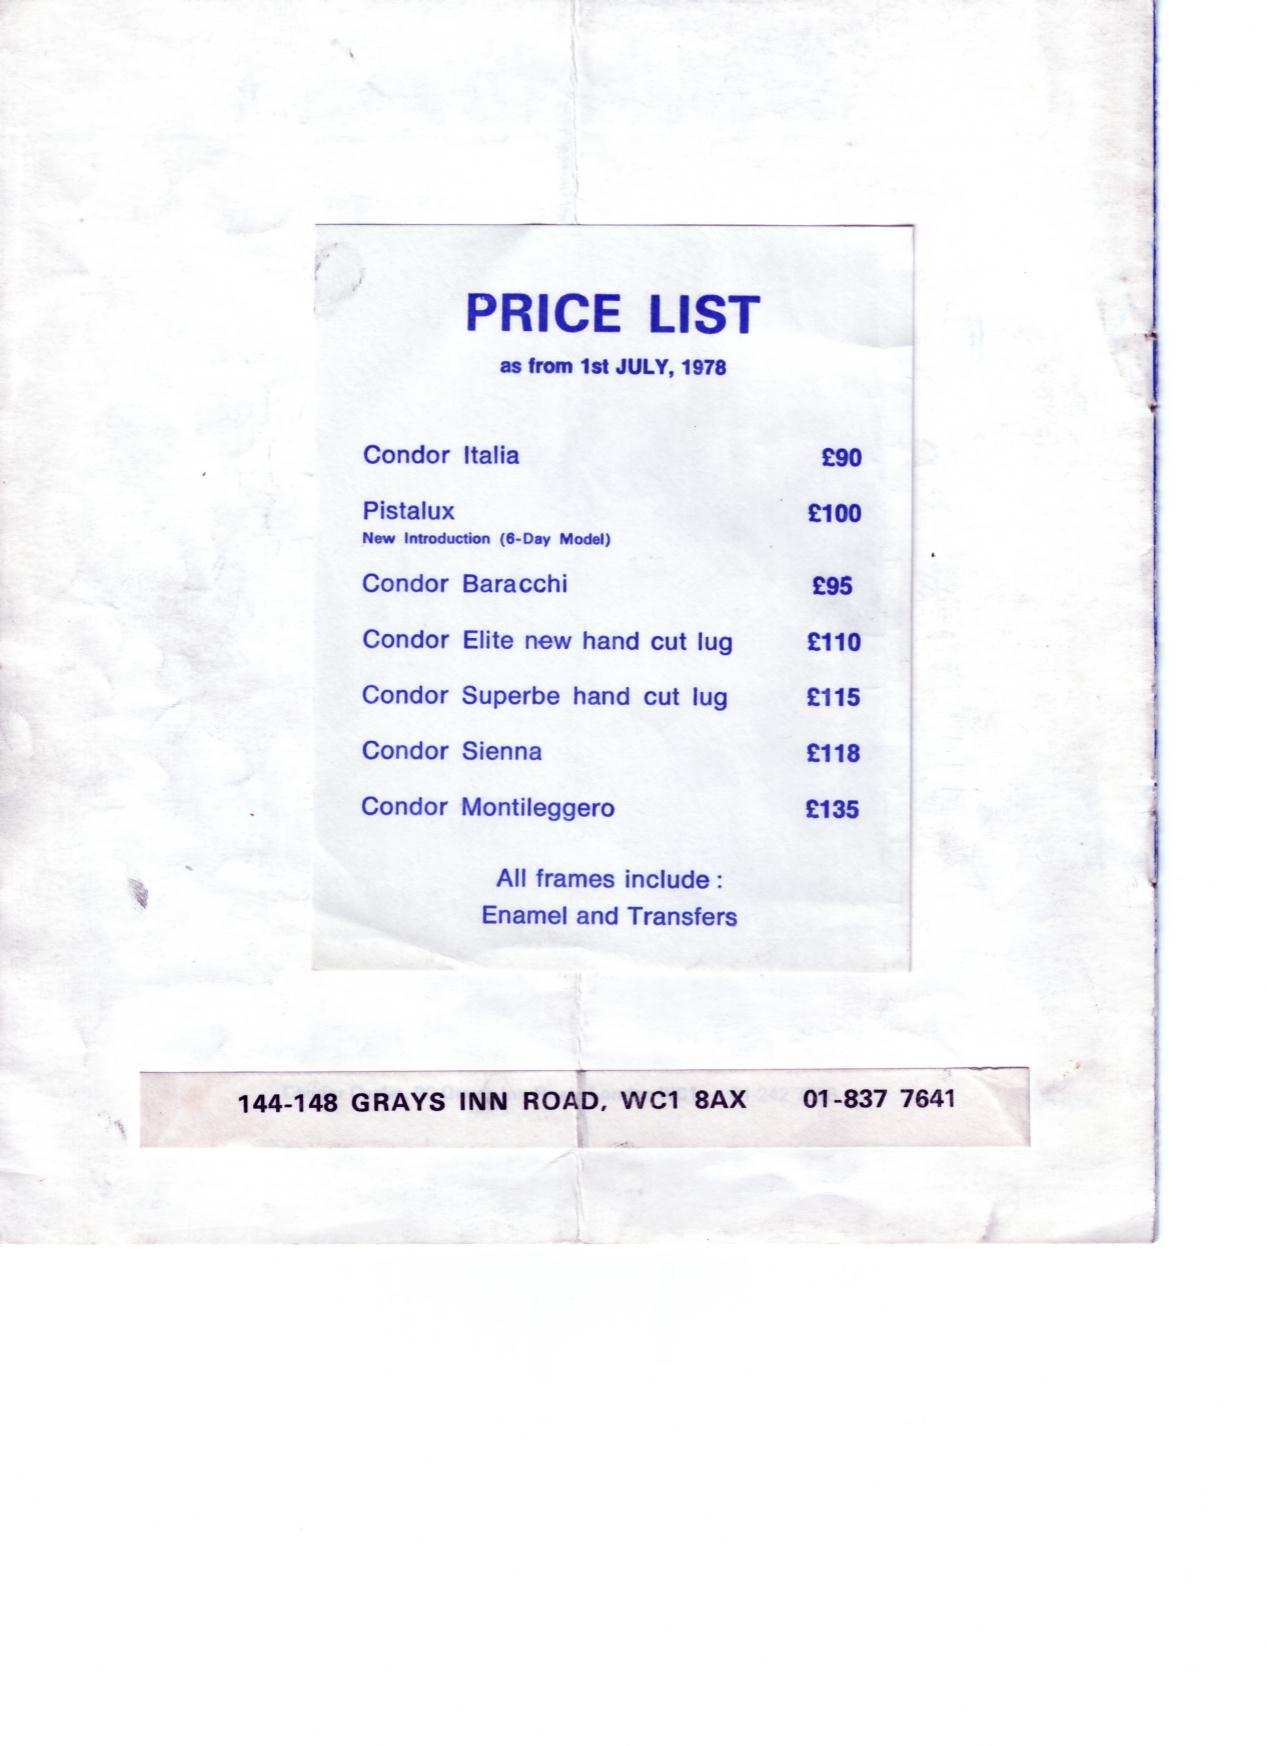 PRICE LIST
as from 1st JULY, 1978
Condor Italia £90
Pistalux £100
New Introduction (6-Day Model)
Condor Baracchi £95
Condor Elite new hand cut lug £110
Condor Superbe hand cut lug £115
Condor Sienna £118
Condor Montileggero £135
All frames include :
Enamel and Transfers
144-148 GRAYS INN ROAD, WC1 8AX 01-837 7641